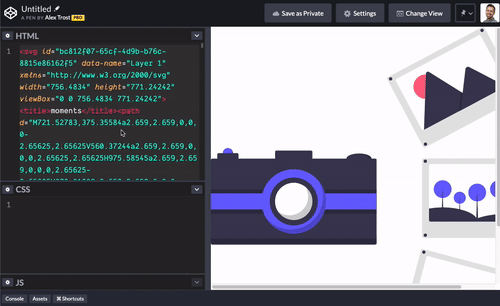 Untitled
A PEN BY Alex Trost PRO
Save as Private
Settings
Change View
HTML
1 <svg id="bc812f07-65cf-4d9b-b76c-
8815e86162f5" data-name="Layer 1"
xmlns="http://www.w3.org/2000/svg"
width="756.4834" height="771.24242"
viewBox="0 0 756.4834 771.24242">
<title>moments</title><path
d="M721.52783,375.35584a2.659,2.659,0,0,
0-
2.65625,2.65625V560.37244a2.659,2.659,0,
0,0,2.65625,2.65625H975.58545a2.659,2.65
9,0,0,0,2.65625-
CSS
1
JS
Console
Assets
⌘ Shortcuts